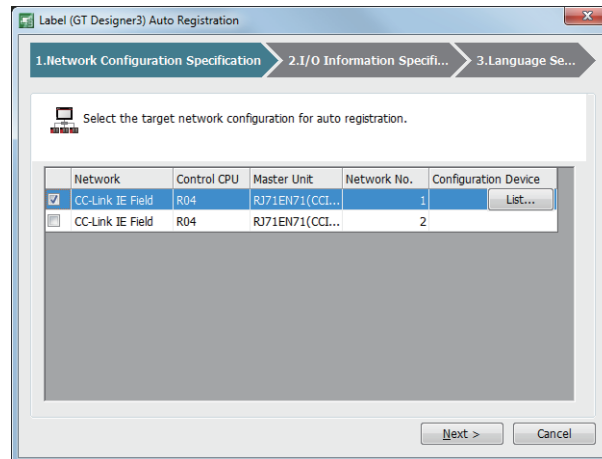 Label (GT Designer3) Auto Registration
1.Network Configuration Specification 2.I/O Information Specifi... 3.Language Se...
Select the target network configuration for auto registration.
Network Control CPU Master Unit Network No. Configuration Device
CC-Link IE Field R04 RJ71EN71(CCI... 1 List...
CC-Link IE Field R04 RJ71EN71(CCI... 2
Next > Cancel